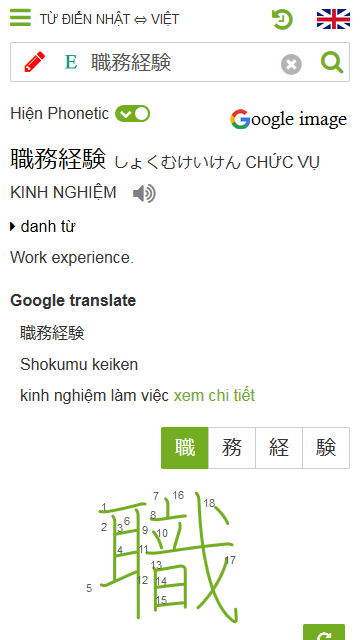 TỪ ĐIỂN NHẬT ⇔ VIỆT
E 職務経験
Hiện Phonetic
Google image
職務経験 しょくむけいけん CHỨC VỤ
KINH NGHIỆM
danh từ
Work experience.
Google translate
職務経験
Shokumu keiken
kinh nghiệm làm việc xem chi tiết
職 務 経 験
職
1 2 3 4 5 6 7 8 9 10 11 12 13 14 15 16 17 18